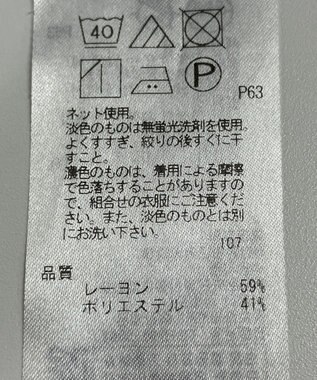 40
P
P63
ネット使用。
淡色のものは無蛍光洗剤を使用。
よくすすぎ、絞りの後すぐに干
すこと。
濃色のものは、着用による摩擦
で色落ちすることがありますの
で、組合せの衣服にご注意くださ
い。また、淡色のものとは別
にお洗い下さい。
107
品質
レーヨン 59%
ポリエステル 41%